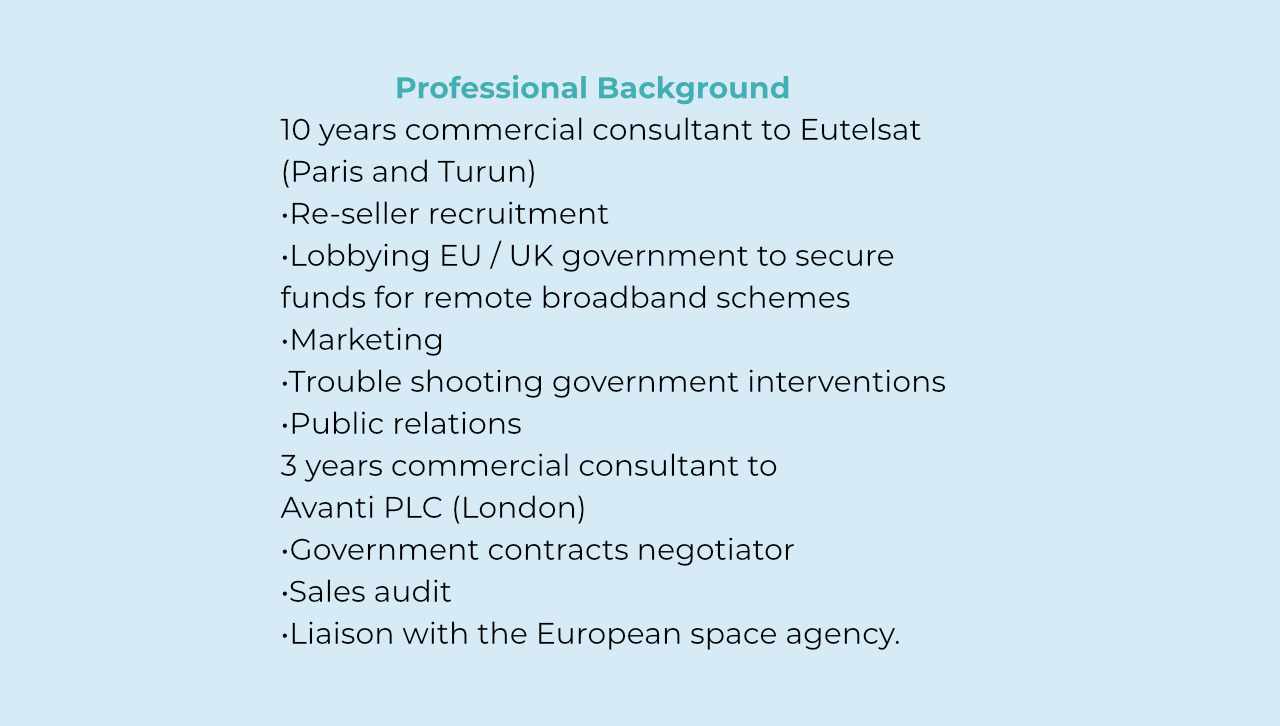 Professional Background
10 years commercial consultant to Eutelsat
(Paris and Turun)
•Re-seller recruitment
•Lobbying EU / UK government to secure
funds for remote broadband schemes
•Marketing
•Trouble shooting government interventions
•Public relations
3 years commercial consultant to
Avanti PLC (London)
•Government contracts negotiator
•Sales audit
•Liaison with the European space agency.